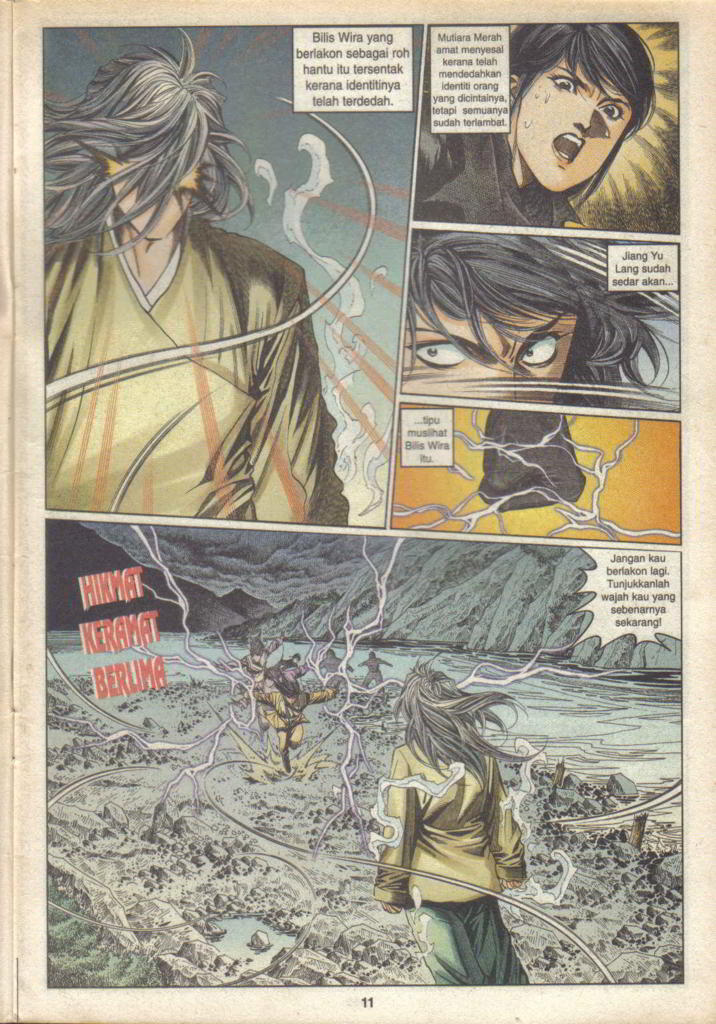 Bilis Wira yang
berlakon sebagai roh
hantu itu tersentak
kerana identitinya
telah terdedah.
Mutiara Merah
amat menyesal
kerana telah
mendedahkan
identiti orang
yang dicintainya,
tetapi semuanya
sudah terlambat.
Jiang Yu
Lang sudah
sedar akan...
...tipu
muslihat
Bilis Wira
itu.
HIKMAT
KERAMAT
BERLIMA
Jangan kau
berlakon lagi.
Tunjukkanlah
wajah kau yang
sebenarnya
sekarang!
11